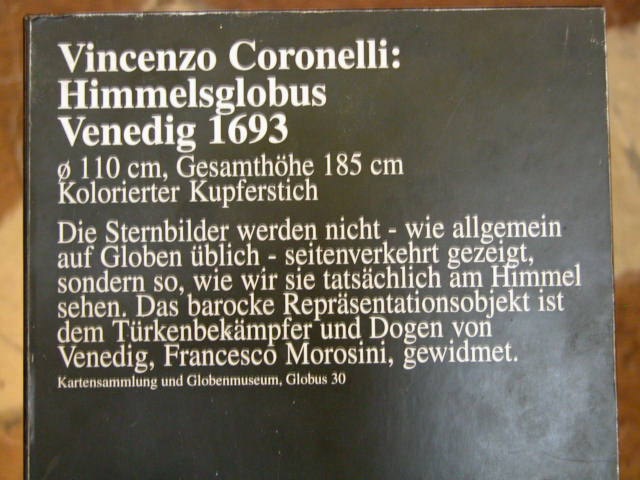 Vincenzo Coronelli:
Himmelsglobus
Venedig 1693
ø 110 cm, Gesamthöhe 185 cm
Kolorierter Kupferstich
Die Sternbilder werden nicht - wie allgemein
auf Globen üblich - seitenverkehrt gezeigt,
sondern so, wie wir sie tatsächlich am Himmel
sehen. Das barocke Repräsentationsobjekt ist
dem Türkenbekämpfer und Dogen von
Venedig, Francesco Morosini, gewidmet.
Kartensammlung und Globenmuseum, Globus 30